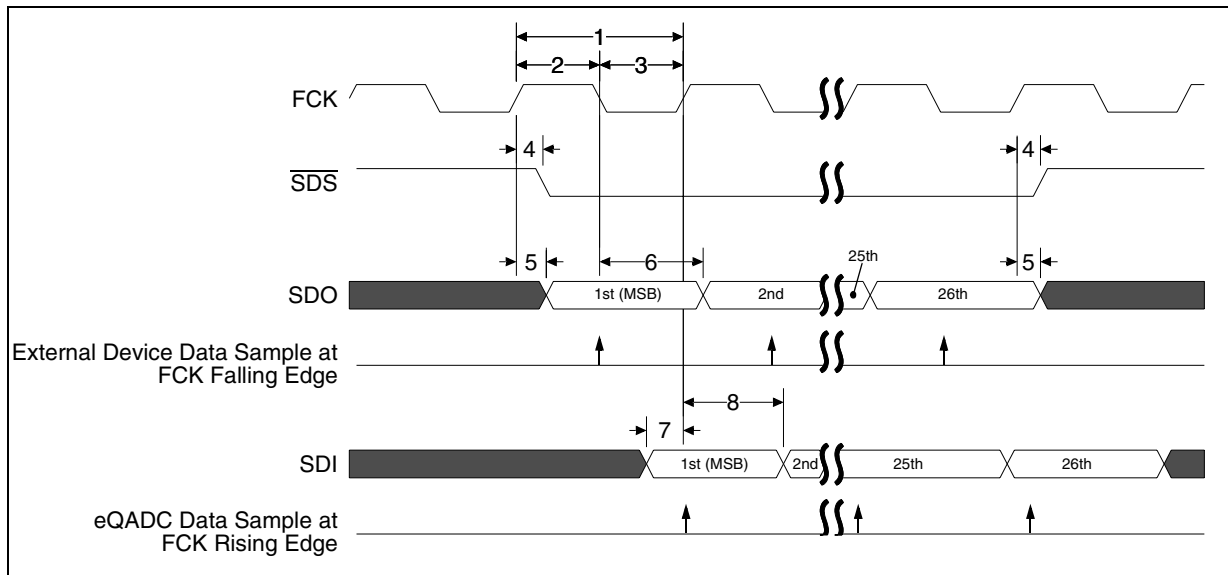 1
2 3
FCK
4 4
SDS
25th
5 6 5
SDO 1st (MSB) 2nd 26th
External Device Data Sample at
FCK Falling Edge
8
7
SDI 1st (MSB) 2nd 25th 26th
eQADC Data Sample at
FCK Rising Edge